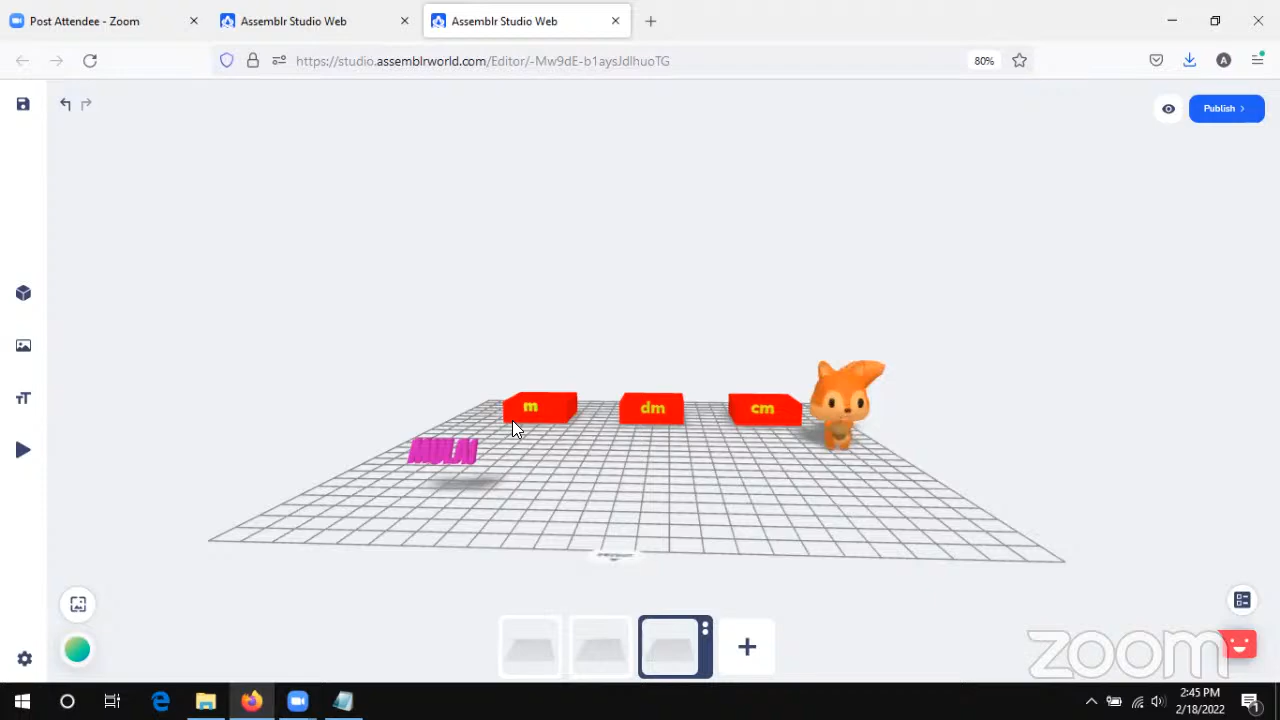 Post Attendee - Zoom
Assemblr Studio Web
Assemblr Studio Web
https://studio.assemblrworld.com/Editor/-Mw9dE-b1aysJdlhuoTG
80%
A
Publish >
m
dm
cm
zoom
2:45 PM
2/18/2022
1